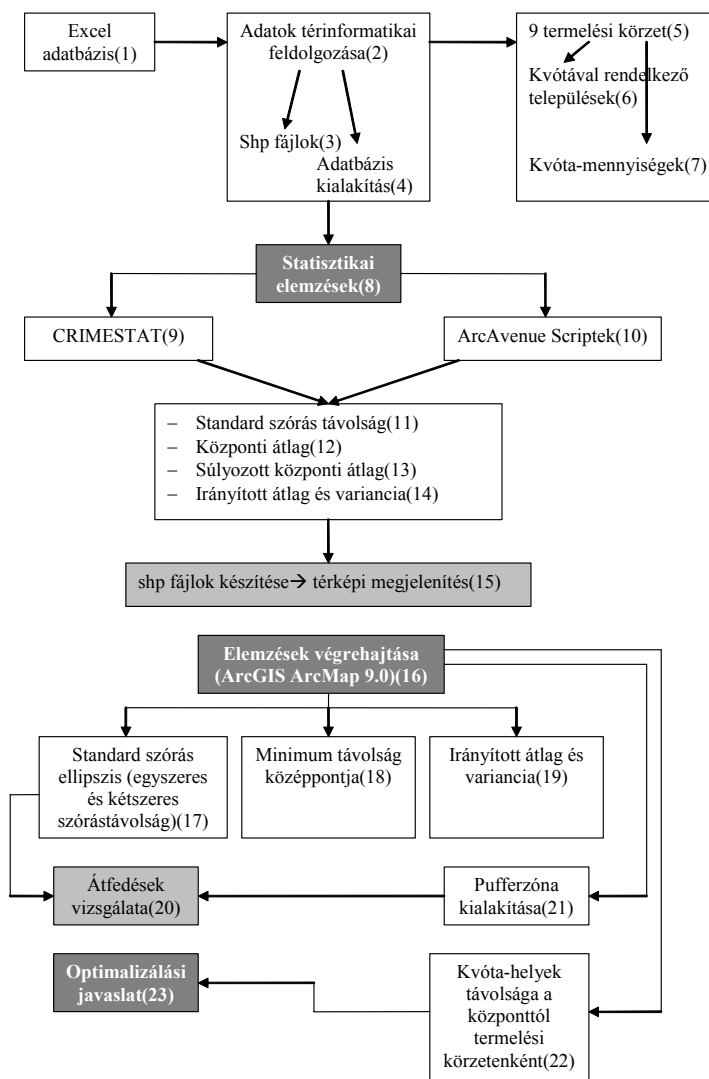 Excel
adatbázis(1)
Adatok térinformatikai
feldolgozása(2)
Shp fájlok(3)
Adatbázis
kialakítás(4)
9 termelési körzet(5)
Kvótával rendelkező
települések(6)
Kvóta-mennyiségek(7)
Statisztikai
elemzések(8)
CRIMESTAT(9)
ArcAvenue Scriptek(10)
– Standard szórás távolság(11)
– Központi átlag(12)
– Súlyozott központi átlag(13)
– Irányított átlag és variancia(14)
shp fájlok készítése→ térképi megjelenítés(15)
Elemzések végrehajtása
(ArcGIS ArcMap 9.0)(16)
Standard szórás
ellipszis (egyszeres
és kétszeres
szórástávolság)(17)
Minimum távolság
középpontja(18)
Irányított átlag és
variancia(19)
Átfedések
vizsgálata(20)
Pufferzóna
kialakítása(21)
Optimalizálási
javaslat(23)
Kvóta-helyek
távolsága a
központtól
termelési
körzetenként(22)